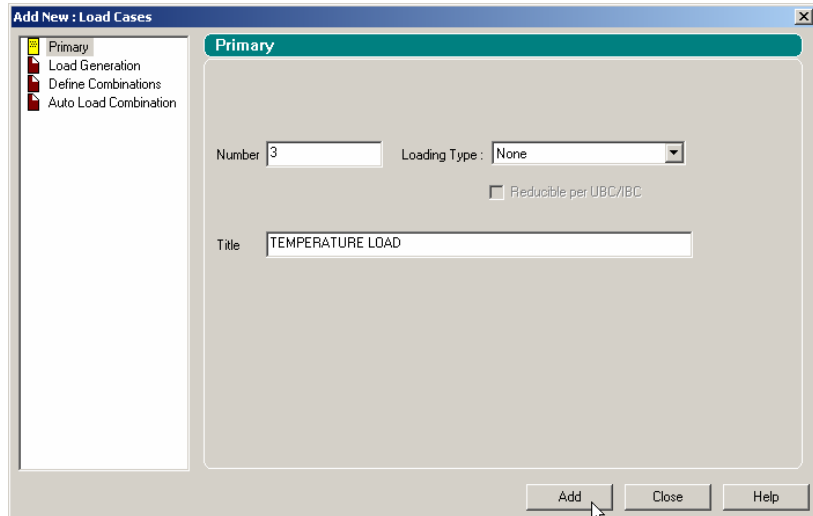 Add New : Load Cases
Primary
Load Generation
Define Combinations
Auto Load Combination
Primary
Number 3 Loading Type : None
Reducible per UBC/IBC
Title TEMPERATURE LOAD
Add Close Help